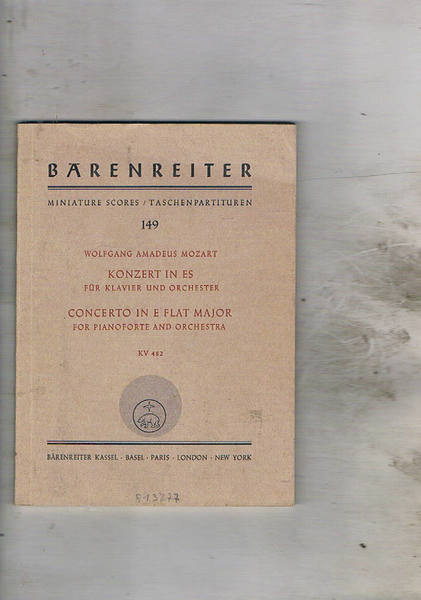 BÄRENREITER
MINIATURE SCORES / TASCHENPARTITUREN
149
WOLFGANG AMADEUS MOZART
KONZERT IN ES
FÜR KLAVIER UND ORCHESTER
CONCERTO IN E FLAT MAJOR
FOR PIANOFORTE AND ORCHESTRA
KV 482
BÄRENREITER KASSEL · BASEL · PARIS · LONDON · NEW YORK